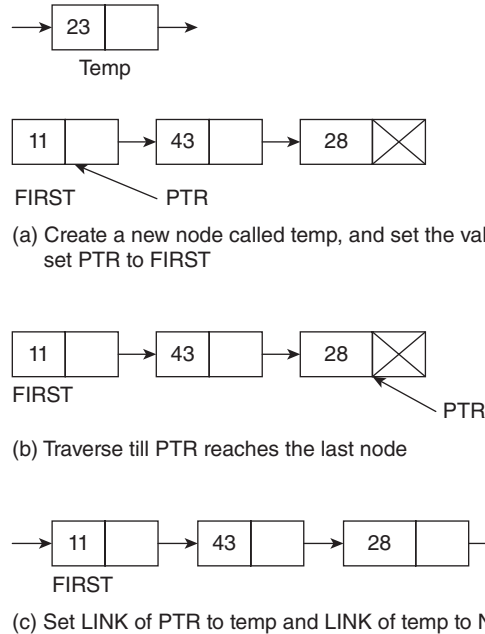 23
Temp
11 43 28
FIRST PTR
(a) Create a new node called temp, and set the
set PTR to FIRST
11 43 28
FIRST
PTR
(b) Traverse till PTR reaches the last node
11 43 28
FIRST
(c) Set LINK of PTR to temp and LINK of temp to